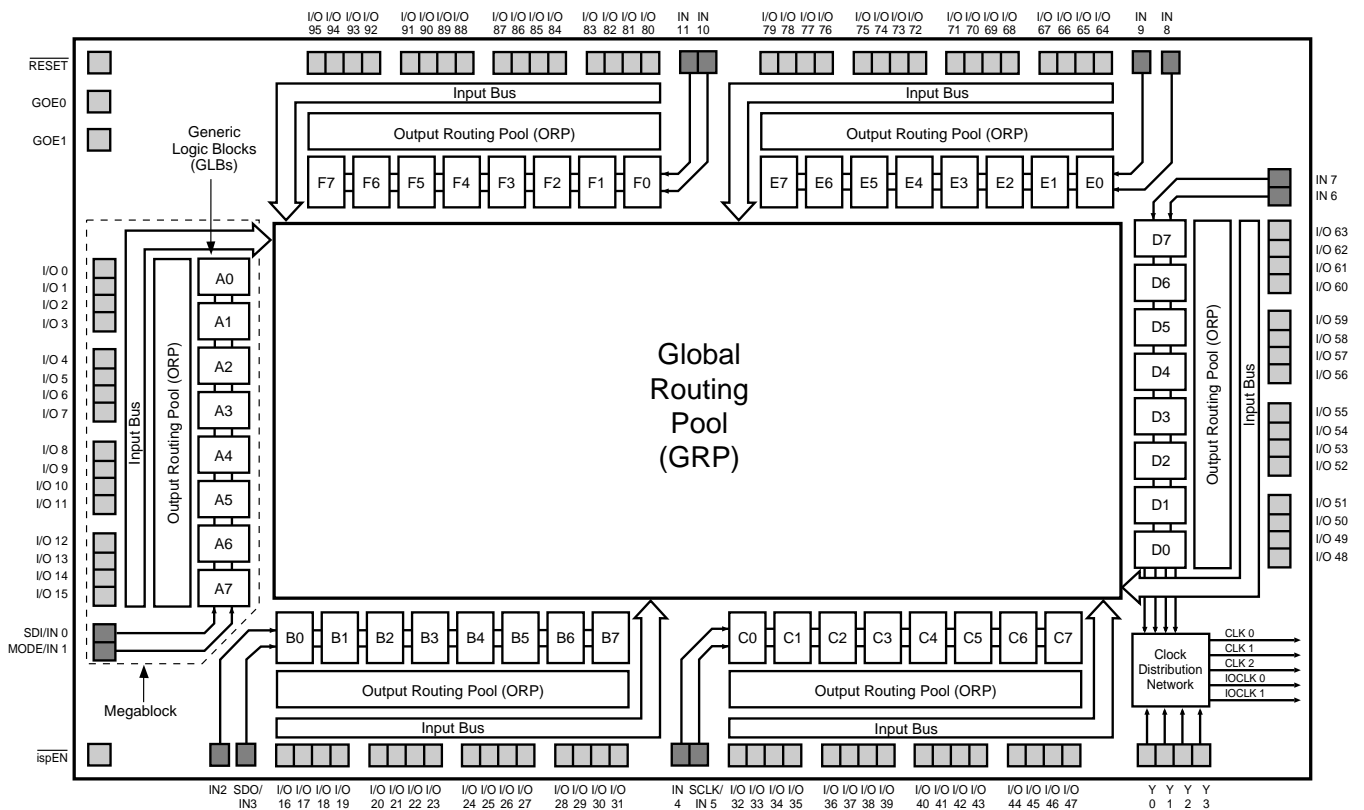 I/O I/O I/O I/O
95 94 93 92
I/O I/O I/O I/O
91 90 89 88
I/O I/O I/O I/O
87 86 85 84
I/O I/O I/O I/O
83 82 81 80
IN IN
11 10
I/O I/O I/O I/O
79 78 77 76
I/O I/O I/O I/O
75 74 73 72
I/O I/O I/O I/O
71 70 69 68
I/O I/O I/O I/O
67 66 65 64
IN IN
9 8
RESET
GOE0
GOE1
Input Bus
Output Routing Pool (ORP)
F7 F6 F5 F4 F3 F2 F1 F0
Input Bus
Output Routing Pool (ORP)
E7 E6 E5 E4 E3 E2 E1 E0
Generic
Logic Blocks
(GLBs)
I/O 0
I/O 1
I/O 2
I/O 3
I/O 4
I/O 5
I/O 6
I/O 7
I/O 8
I/O 9
I/O 10
I/O 11
I/O 12
I/O 13
I/O 14
I/O 15
SDI/IN 0
MODE/IN 1
Input Bus
Output Routing Pool (ORP)
A0
A1
A2
A3
A4
A5
A6
A7
Megablock
Global
Routing
Pool
(GRP)
D7
D6
D5
D4
D3
D2
D1
D0
Output Routing Pool (ORP)
Input Bus
IN 7
IN 6
I/O 63
I/O 62
I/O 61
I/O 60
I/O 59
I/O 58
I/O 57
I/O 56
I/O 55
I/O 54
I/O 53
I/O 52
I/O 51
I/O 50
I/O 49
I/O 48
B0 B1 B2 B3 B4 B5 B6 B7
Output Routing Pool (ORP)
Input Bus
C0 C1 C2 C3 C4 C5 C6 C7
Output Routing Pool (ORP)
Input Bus
Clock
Distribution
Network
CLK 0
CLK 1
CLK 2
IOCLK 0
IOCLK 1
ispEN
IN2 SDO/
IN3
I/O I/O I/O I/O
16 17 18 19
I/O I/O I/O I/O
20 21 22 23
I/O I/O I/O I/O
24 25 26 27
I/O I/O I/O I/O
28 29 30 31
IN SCLK/
4 IN 5
I/O I/O I/O I/O
32 33 34 35
I/O I/O I/O I/O
36 37 38 39
I/O I/O I/O I/O
40 41 42 43
I/O I/O I/O I/O
44 45 46 47
Y Y Y Y
0 1 2 3